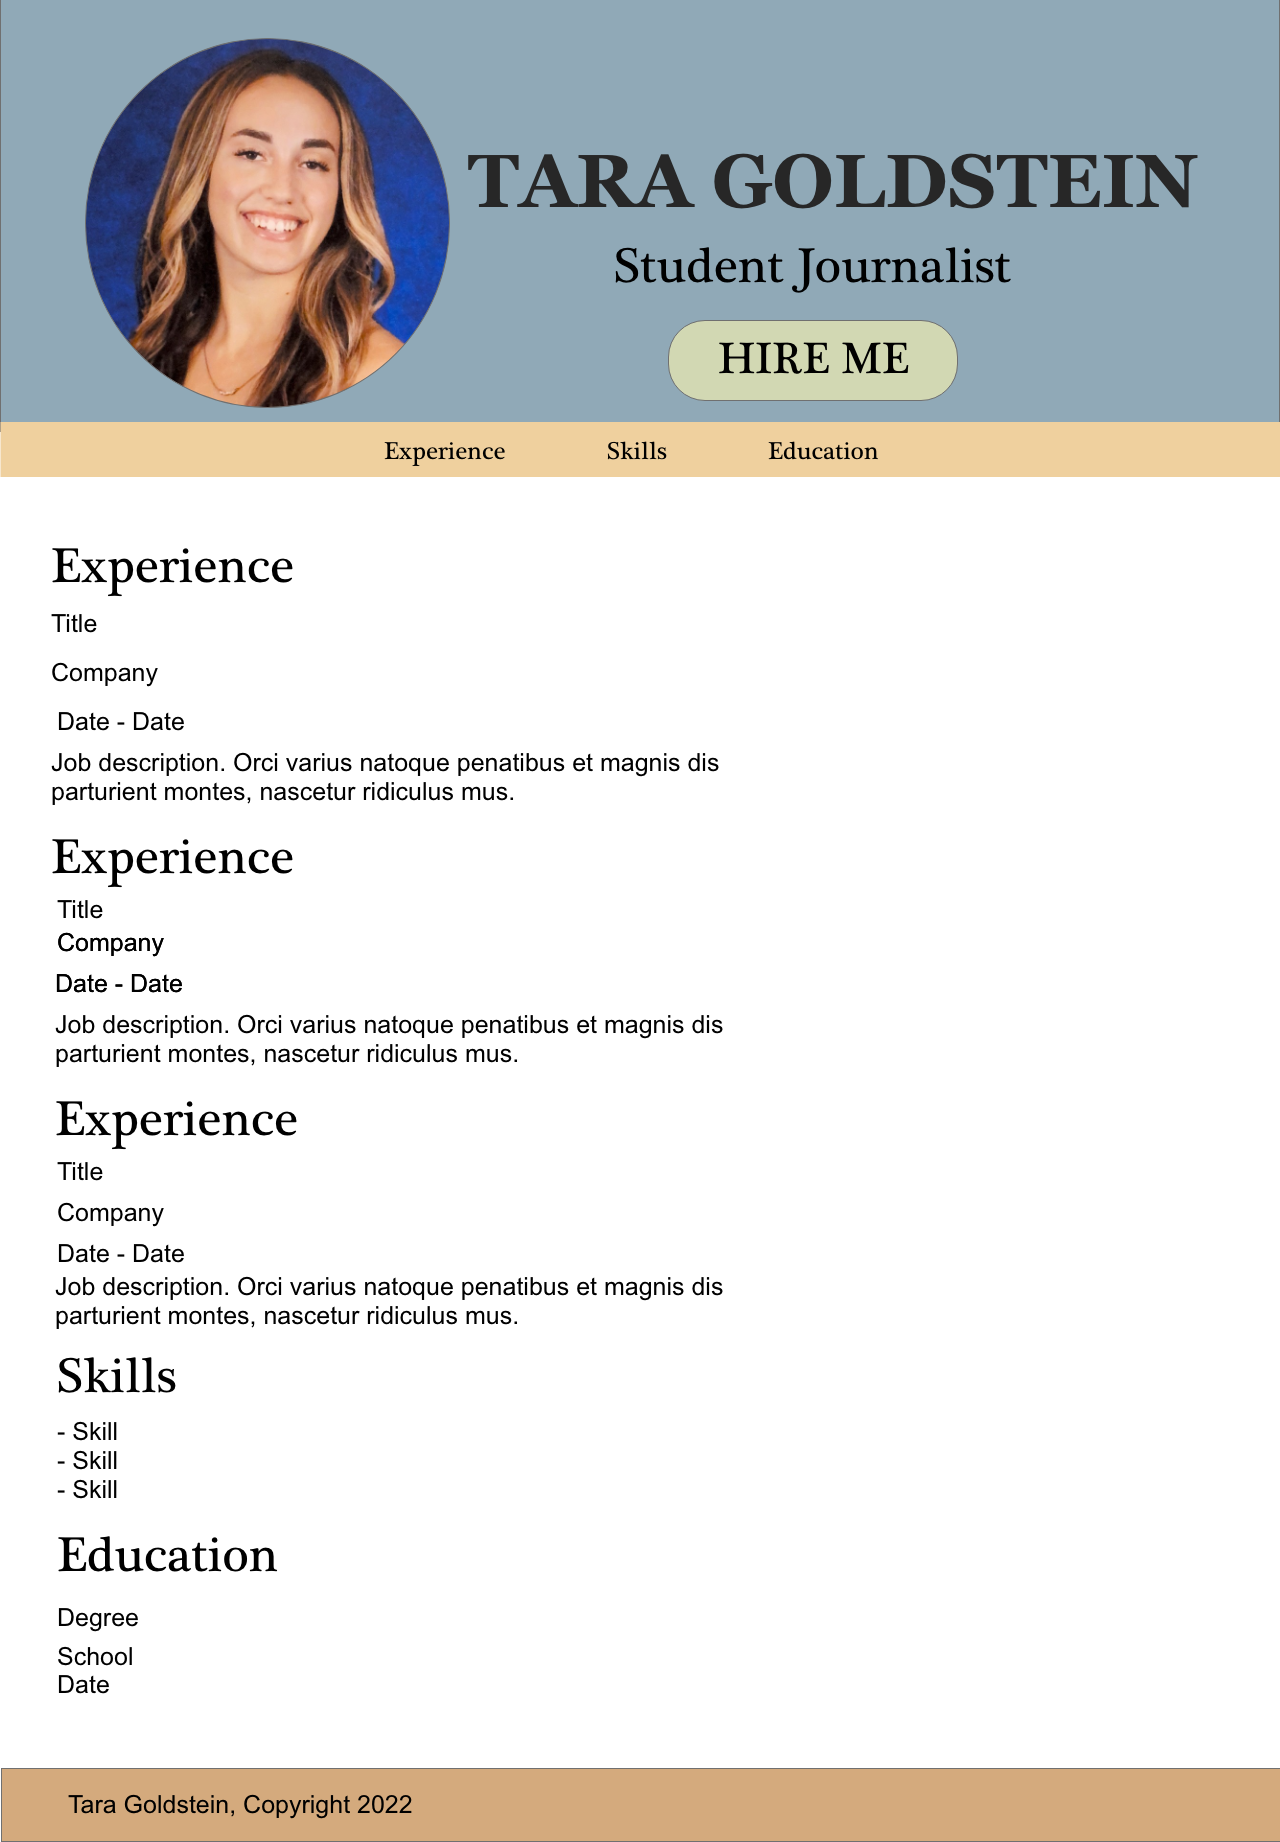 TARA GOLDSTEIN
Student Journalist
HIRE ME
Experience Skills Education
Experience
Title
Company
Date - Date
Job description. Orci varius natoque penatibus et magnis dis
parturient montes, nascetur ridiculus mus.
Experience
Title
Company
Date - Date
Job description. Orci varius natoque penatibus et magnis dis
parturient montes, nascetur ridiculus mus.
Experience
Title
Company
Date - Date
Job description. Orci varius natoque penatibus et magnis dis
parturient montes, nascetur ridiculus mus.
Skills
- Skill
- Skill
- Skill
Education
Degree
School
Date
Tara Goldstein, Copyright 2022